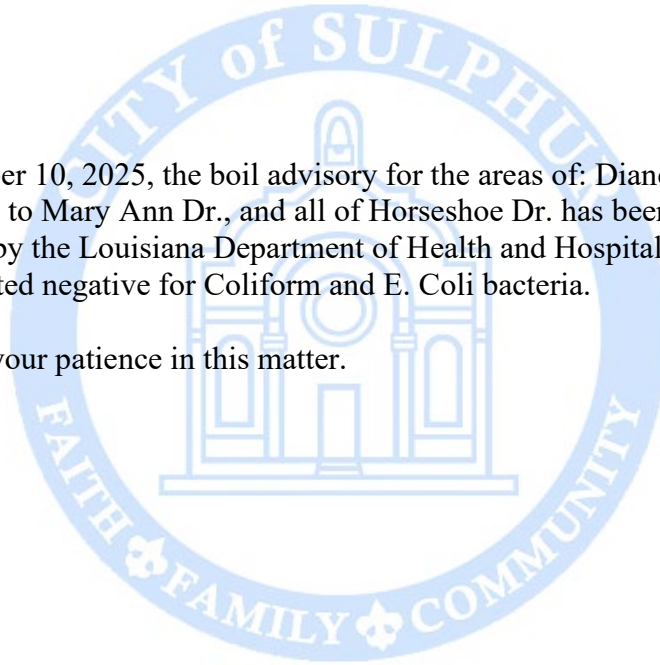 CITY of SULPHUR
er 10, 2025, the boil advisory for the areas of: Diane
to Mary Ann Dr., and all of Horseshoe Dr. has been
by the Louisiana Department of Health and Hospital
ted negative for Coliform and E. Coli bacteria.
your patience in this matter.
FAITH FAMILY COMMUNITY